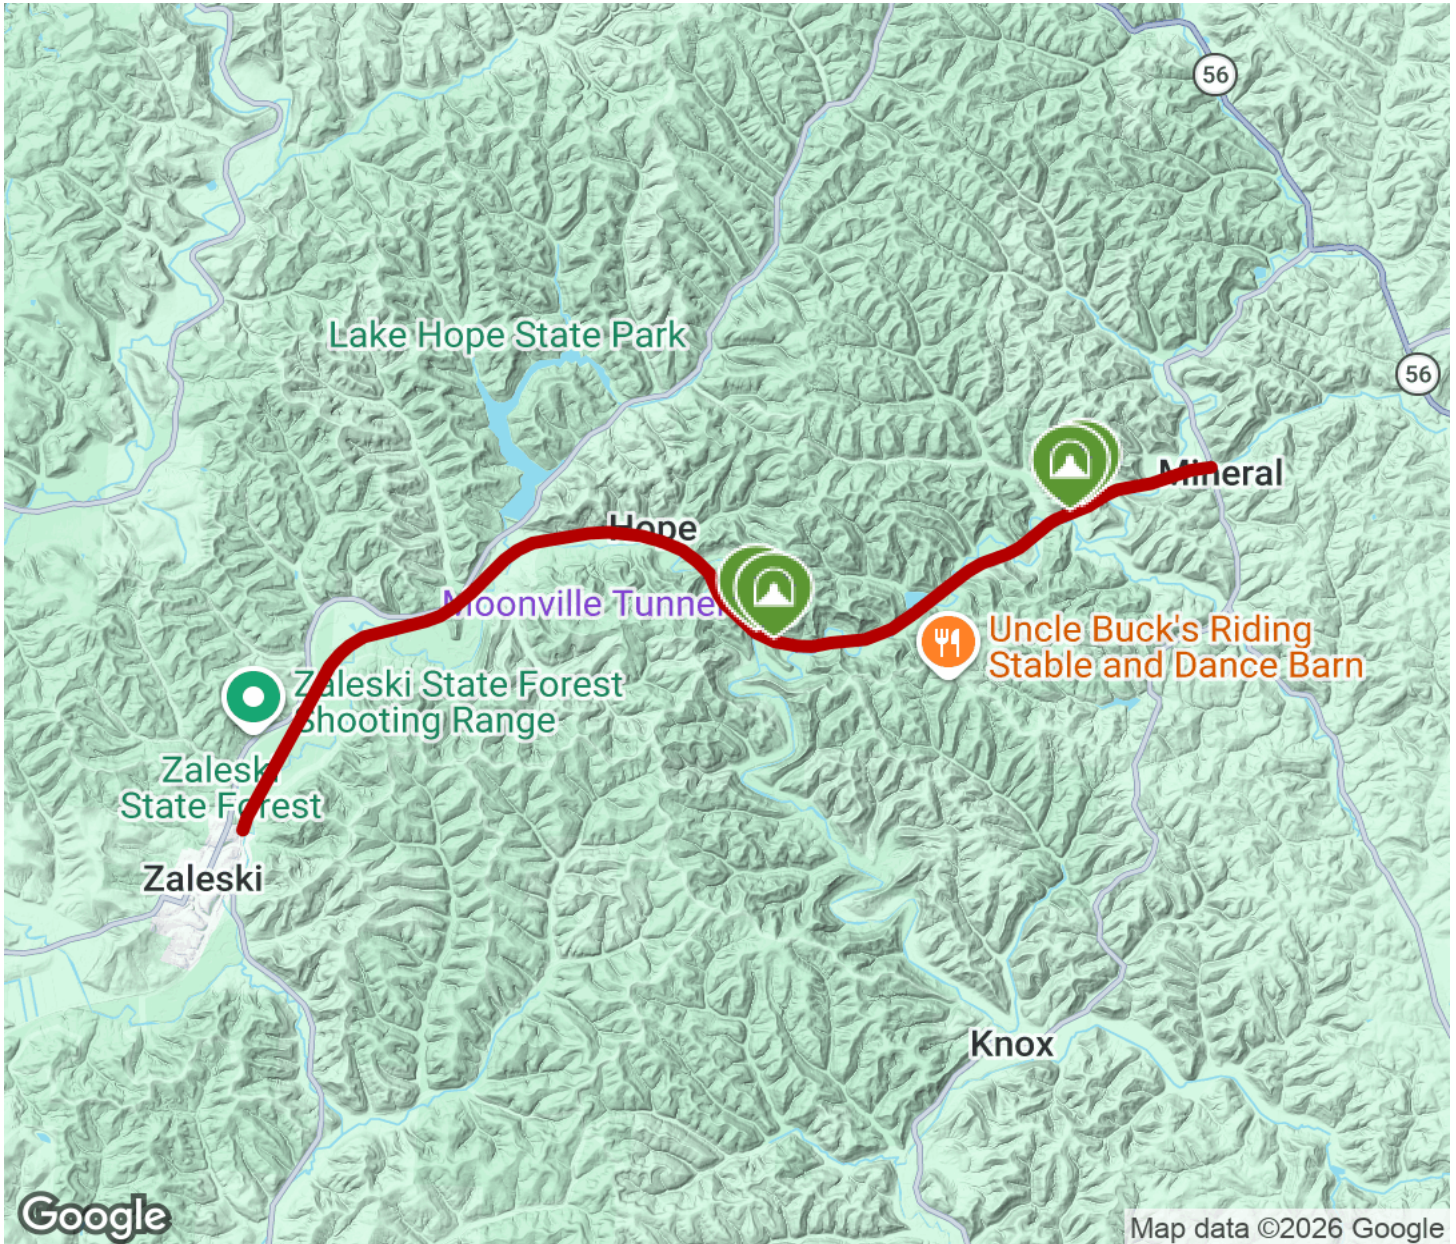 56
Lake Hope State Park
56
Mineral
Hope
Moonville Tunnel
Uncle Buck's Riding
Stable and Dance Barn
Zaleski State Forest
Shooting Range
Zaleski
State Forest
Zaleski
Knox
Google
Map data ©2026 Google